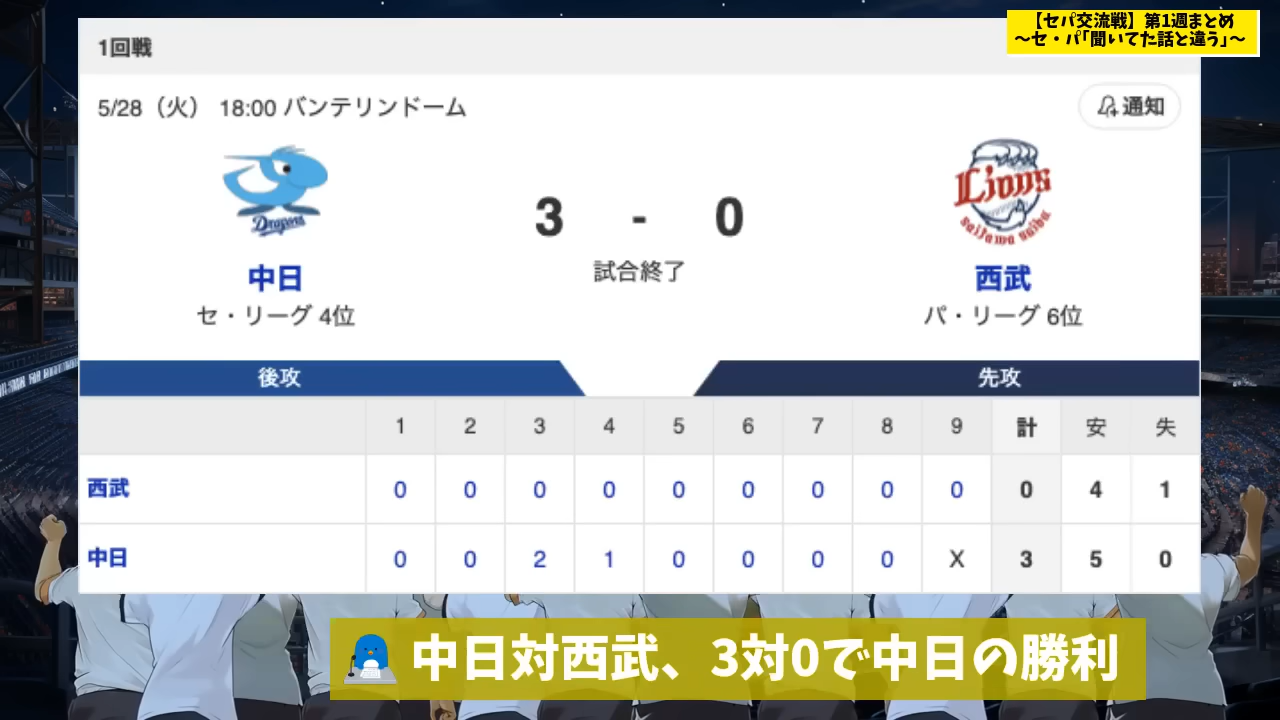 【セパ交流戦】第1週まとめ
～セ・パ「聞いてた話と違う」～
1回戦
5/28（火） 18:00 バンテリンドーム
通知
Dragons
Lions
saitama seibu
3 - 0
試合終了
中日
西武
セ・リーグ 4位
パ・リーグ 6位
後攻
先攻
1 2 3 4 5 6 7 8 9 計 安 失
西武 0 0 0 0 0 0 0 0 0 0 4 1
中日 0 0 2 1 0 0 0 0 X 3 5 0
中日対西武、3対0で中日の勝利